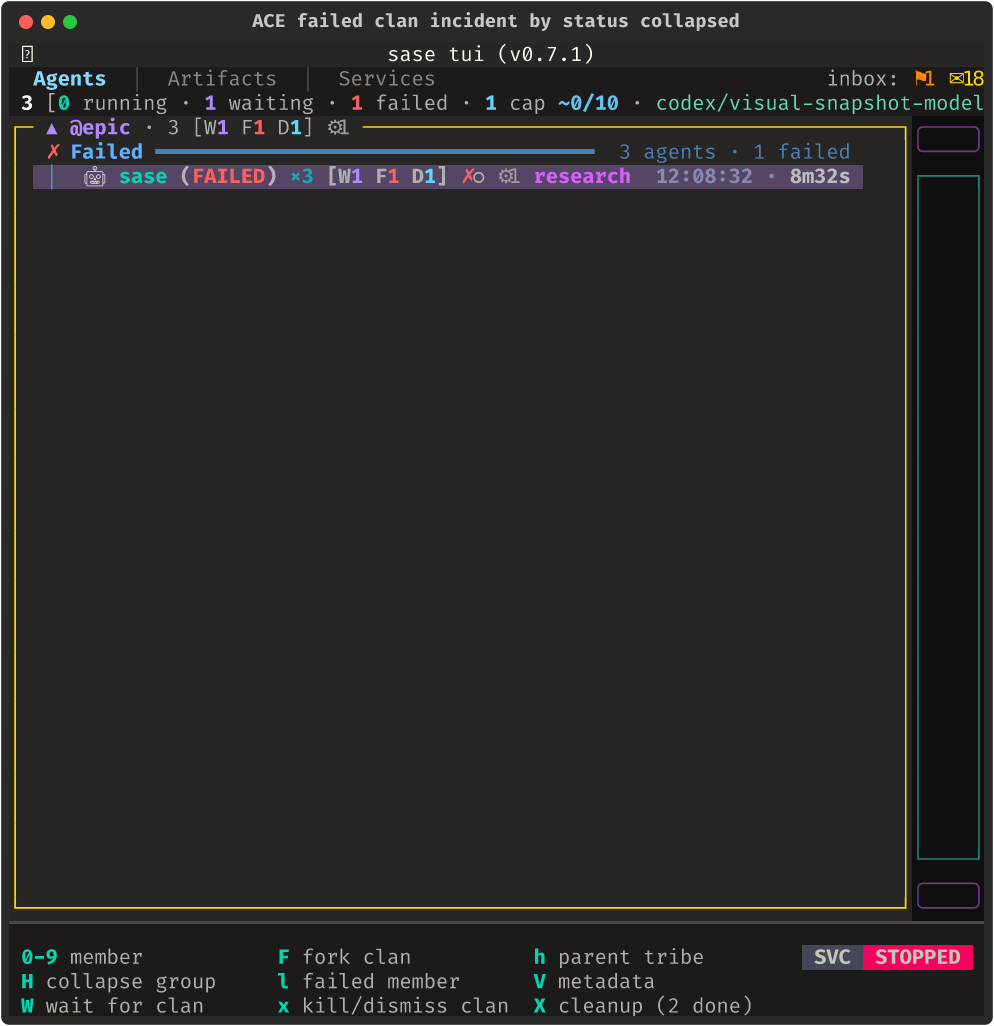 ACE failed clan incident by status collapsed
sase tui (v0.7.1)
Agents │ Artifacts │ Services inbox: ⚑1 ✉18
3 [0 running · 1 waiting · 1 failed · 1 cap ~0/10 · codex/visual-snapshot-model
▲ @epic · 3 [W1 F1 D1] ⚙1
✗ Failed 3 agents · 1 failed
🤖 sase (FAILED) ×3 [W1 F1 D1] ✗○ ⚙1 research 12:08:32 · 8m32s
0-9 member F fork clan h parent tribe SVC STOPPED
H collapse group l failed member V metadata
W wait for clan x kill/dismiss clan X cleanup (2 done)